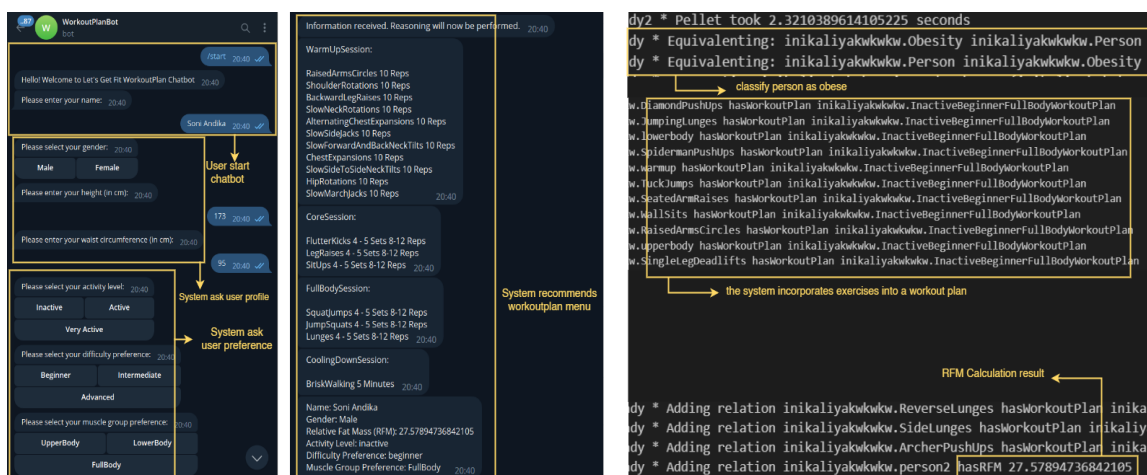 ..87
W
WorkoutPlanBot
bot
/start 20:40
Hello! Welcome to Let's Get Fit WorkoutPlan Chatbot 20:40
Please enter your name: 20:40
Soni Andika 20:40
Please select your gender: 20:40
Male Female
User start
chatbot
Please enter your height (in cm): 20:40
173 20:40
Please enter your waist circumference (in cm): 20:40
95 20:40
Please select your activity level: 20:40
System ask user profile
Inactive Active
Very Active
System ask
user preference
Please select your difficulty preference: 20:40
Beginner Intermediate
Advanced
Please select your muscle group preference: 20:40
UpperBody LowerBody
FullBody
Information received. Reasoning will now be performed. 20:40
WarmUpSession:
RaisedArmsCircles 10 Reps
ShoulderRotations 10 Reps
BackwardLegRaises 10 Reps
SlowNeckRotations 10 Reps
AlternatingChestExpansions 10 Reps
SlowSideJacks 10 Reps
SlowForwardAndBackNeckTilts 10 Reps
ChestExpansions 10 Reps
SlowSideToSideNeckTilts 10 Reps
HipRotations 10 Reps
SlowMarchJacks 10 Reps 20:40
CoreSession:
FlutterKicks 4 - 5 Sets 8-12 Reps
LegRaises 4 - 5 Sets 8-12 Reps
SitUps 4 - 5 Sets 8-12 Reps 20:40
FullBodySession:
System recommends
workoutplan menu
SquatJumps 4 - 5 Sets 8-12 Reps
JumpSquats 4 - 5 Sets 8-12 Reps
Lunges 4 - 5 Sets 8-12 Reps 20:40
CoolingDownSession:
BriskWalking 5 Minutes 20:40
Name: Soni Andika
Gender: Male
Relative Fat Mass (RFM): 27.57894736842105
Activity Level: inactive
Difficulty Preference: beginner
Muscle Group Preference: FullBody 20:40
dy2 * Pellet took 2.3210389614105225 seconds
dy * Equivalenting: inikaliyakwkwkw.Obesity inikaliyakwkwkw.Person
dy * Equivalenting: inikaliyakwkwkw.Person inikaliyakwkwkw.Obesity
classify person as obese
w.DiamondPushUps hasWorkoutPlan inikaliyakwkwkw.InactiveBeginnerFullBodyWorkoutPlan
w.JumpingLunges hasWorkoutPlan inikaliyakwkwkw.InactiveBeginnerFullBodyWorkoutPlan
w.lowerbody hasWorkoutPlan inikaliyakwkwkw.InactiveBeginnerFullBodyWorkoutPlan
w.SpidermanPushUps hasWorkoutPlan inikaliyakwkwkw.InactiveBeginnerFullBodyWorkoutPlan
w.warmup hasWorkoutPlan inikaliyakwkwkw.InactiveBeginnerFullBodyWorkoutPlan
w.TuckJumps hasWorkoutPlan inikaliyakwkwkw.InactiveBeginnerFullBodyWorkoutPlan
w.SeatedArmRaises hasWorkoutPlan inikaliyakwkwkw.InactiveBeginnerFullBodyWorkoutPlan
w.WallSits hasWorkoutPlan inikaliyakwkwkw.InactiveBeginnerFullBodyWorkoutPlan
w.RaisedArmsCircles hasWorkoutPlan inikaliyakwkwkw.InactiveBeginnerFullBodyWorkoutPlan
w.upperbody hasWorkoutPlan inikaliyakwkwkw.InactiveBeginnerFullBodyWorkoutPlan
w.SingleLegDeadlifts hasWorkoutPlan inikaliyakwkwkw.InactiveBeginnerFullBodyWorkoutPlan
the system incorporates exercises into a workout plan
RFM Calculation result
dy * Adding relation inikaliyakwkwkw.ReverseLunges hasWorkoutPlan inika
dy * Adding relation inikaliyakwkwkw.SideLunges hasWorkoutPlan inikaliy
dy * Adding relation inikaliyakwkwkw.ArcherPushUps hasWorkoutPlan inika
dy * Adding relation inikaliyakwkwkw.person2 hasRFM 27.57894736842105